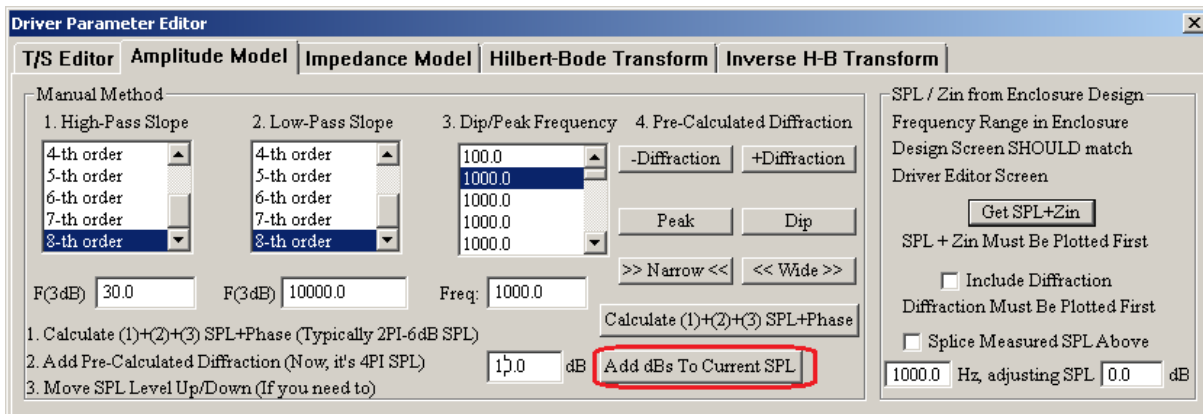 Driver Parameter Editor
T/S Editor Amplitude Model Impedance Model Hilbert-Bode Transform Inverse H-B Transform
Manual Method
1. High-Pass Slope
4-th order
5-th order
6-th order
7-th order
8-th order
F(3dB) 30.0
2. Low-Pass Slope
4-th order
5-th order
6-th order
7-th order
8-th order
F(3dB) 10000.0
3. Dip/Peak Frequency
100.0
1000.0
1000.0
1000.0
1000.0
Freq: 1000.0
4. Pre-Calculated Diffraction
-Diffraction +Diffraction
Peak Dip
>> Narrow << << Wide >>
Calculate (1)+(2)+(3) SPL+Phase
1. Calculate (1)+(2)+(3) SPL+Phase (Typically 2PI-6dB SPL)
2. Add Pre-Calculated Diffraction (Now, it's 4PI SPL)
3. Move SPL Level Up/Down (If you need to)
dB Add dBs To Current SPL
SPL / Zin from Enclosure Design
Frequency Range in Enclosure
Design Screen SHOULD match
Driver Editor Screen
Get SPL+Zin
SPL + Zin Must Be Plotted First
Include Diffraction
Diffraction Must Be Plotted First
Splice Measured SPL Above
1000.0 Hz, adjusting SPL 0.0 dB